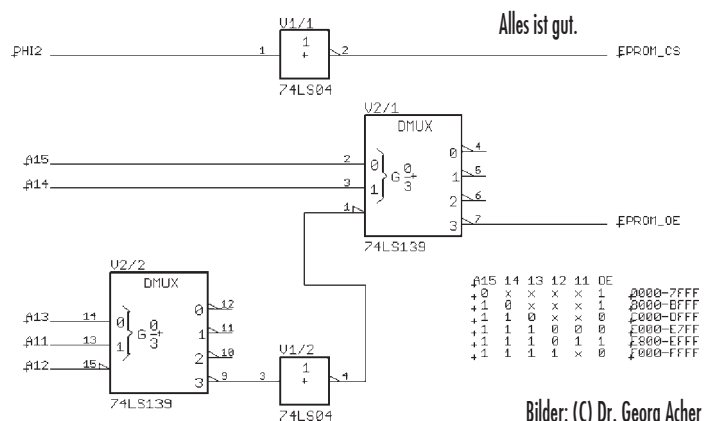 V1/1
Alles ist gut.
PHI2 1 1 2 EPROM_CS
74LS04
V2/1
DMUX
4
A15 2 0 G 0/3 0
A14 3 1 1 5
2 6
1 3 7 EPROM_OE
74LS139
V2/2
DMUX
A13 14 0 G 0/3 0 12
A11 13 1 1 11
A12 15 2 10
3 9 3 1 4
V1/2
74LS139
74LS04
A15 14 13 12 11 OE
0 x x x x 1 0000-7FFF
1 0 x x x 1 8000-BFFF
1 1 0 x x 0 C000-DFFF
1 1 1 0 0 0 E000-E7FF
1 1 1 0 1 1 E800-EFFF
1 1 1 1 x 0 F000-FFFF
Bilder: (C) Dr. Georg Acher